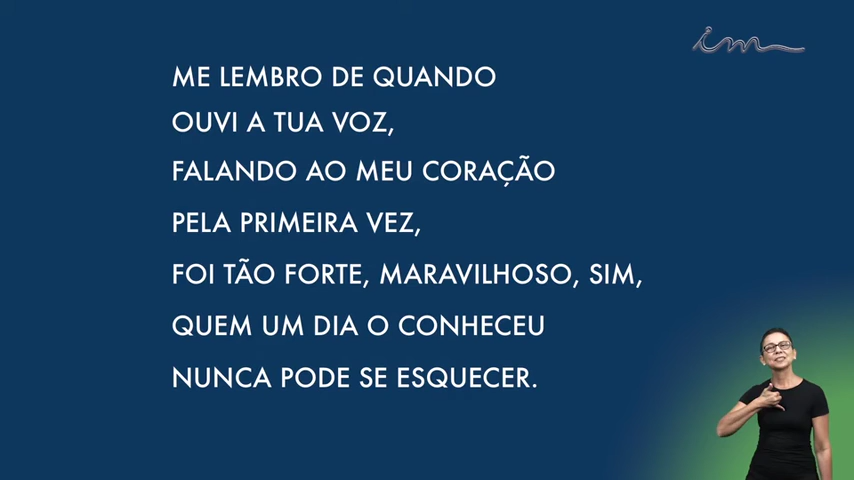 im
ME LEMBRO DE QUANDO
OUVI A TUA VOZ,
FALANDO AO MEU CORAÇÃO
PELA PRIMEIRA VEZ,
FOI TÃO FORTE, MARAVILHOSO, SIM,
QUEM UM DIA O CONHECEU
NUNCA PODE SE ESQUECER.